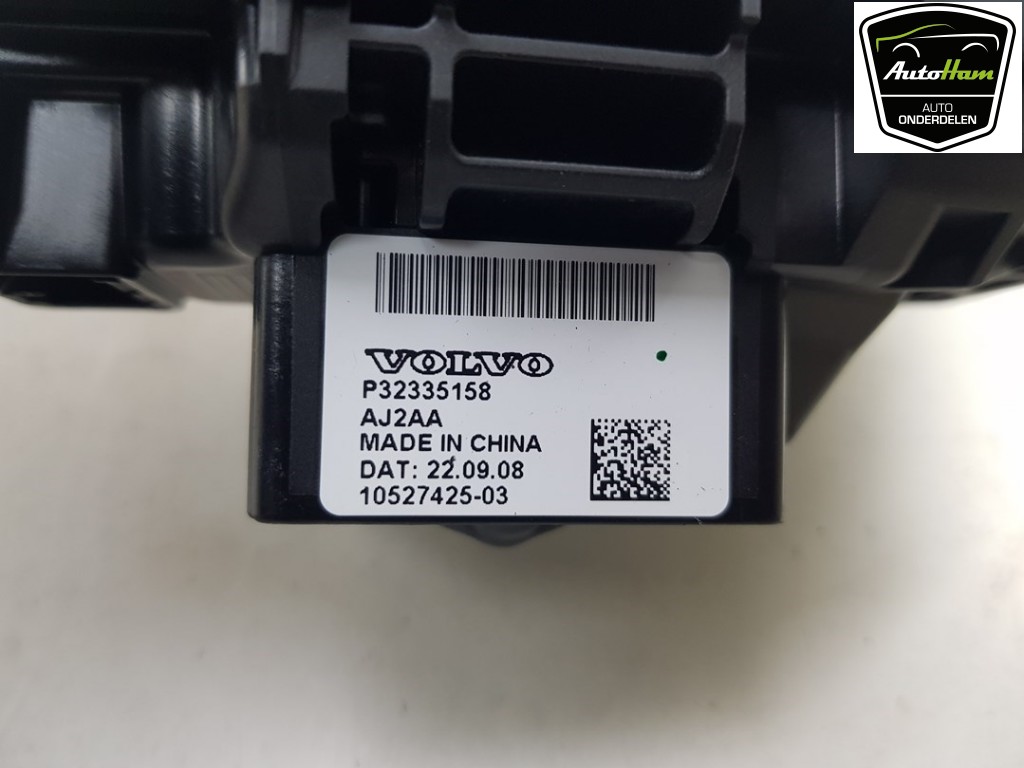 AutoHam
AUTO
ONDERDELEN
VOLVO
P32335158
AJ2AA
MADE IN CHINA
DAT: 22.09.08
10527425-03